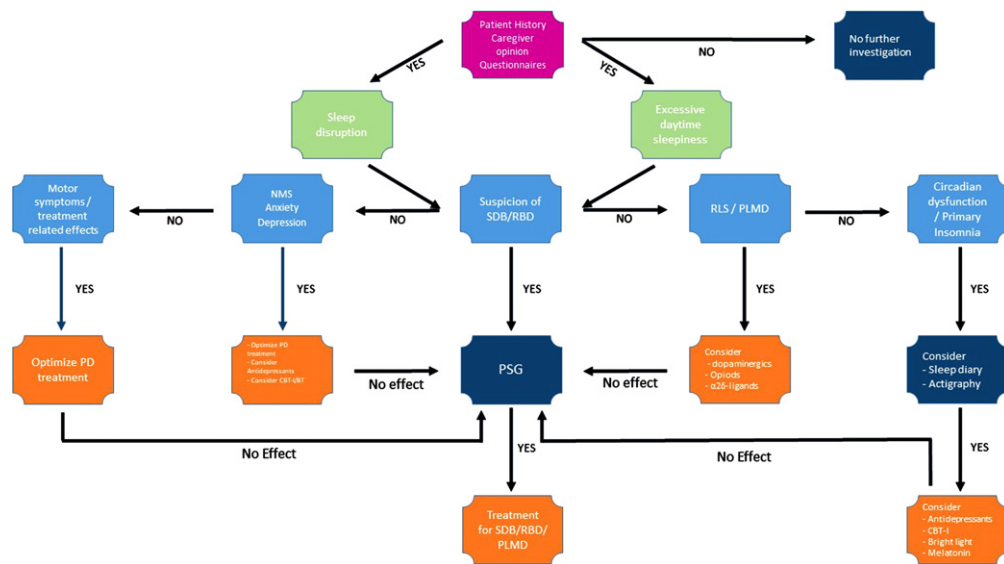 Patient History
Caregiver
opinion
Questionnaires
NO
No further
investigation
YES
YES
Sleep
disruption
Excessive
daytime
sleepiness
Motor
symptoms /
treatment
related effects
NO
NMS
Anxiety
Depression
NO
Suspicion of
SDB/RBD
NO
RLS / PLMD
NO
Circadian
dysfunction
/ Primary
Insomnia
YES
YES
YES
YES
YES
Optimize PD
treatment
- Optimize PD
treatment
- Consider
Antidepressants
- Consider CBT-I/BT
No effect
PSG
No effect
Consider
- dopaminergics
- Opiods
- α2δ-ligands
Consider
- Sleep diary
- Actigraphy
No Effect
YES
No Effect
YES
Treatment
for SDB/RBD/
PLMD
Consider
- Antidepressants
- CBT-I
- Bright light
- Melatonin